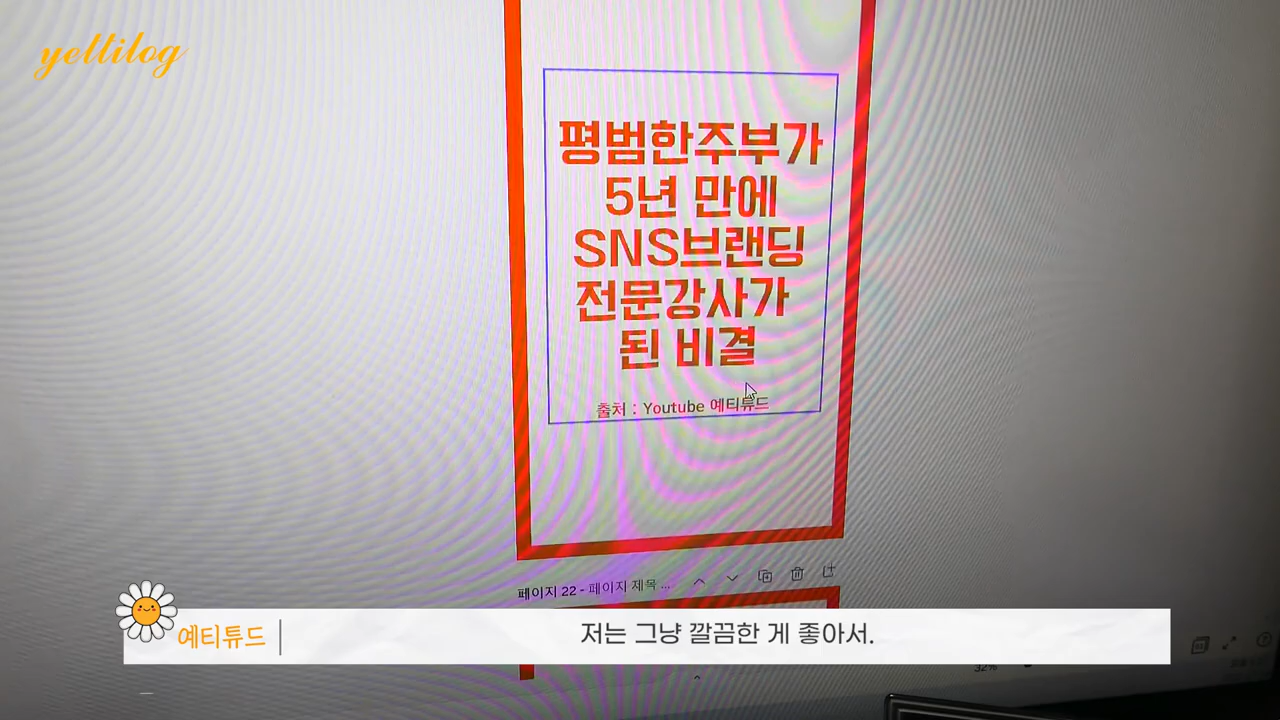 yettilog
평범한주부가
5년 만에
SNS브랜딩
전문강사가
된 비결
출처 : Youtube 예티튜드
페이지 22 - 페이지 제목 ...
예티튜드
저는 그냥 깔끔한 게 좋아서.
32%